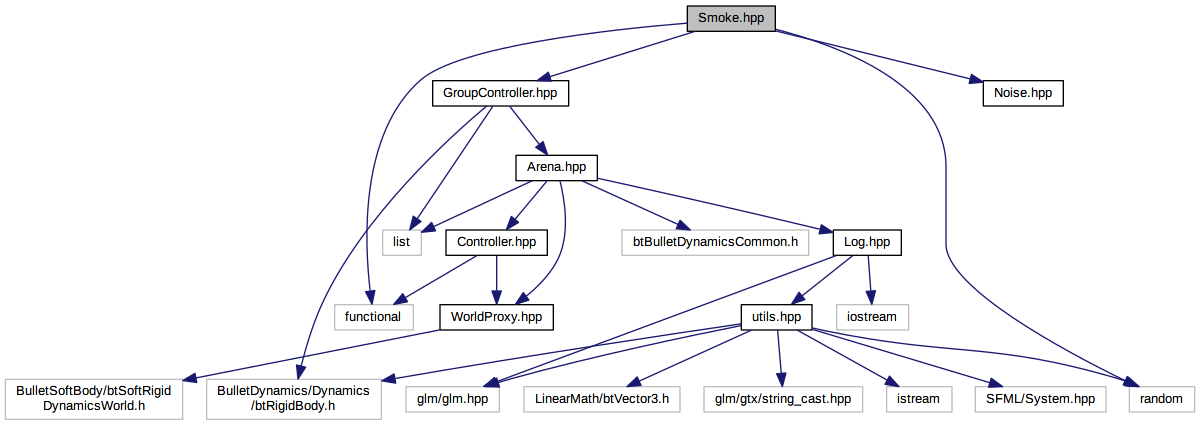 Smoke.hpp
GroupController.hpp
Noise.hpp
Arena.hpp
list
Controller.hpp
btBulletDynamicsCommon.h
Log.hpp
functional
WorldProxy.hpp
utils.hpp
iostream
BulletSoftBody/btSoftRigid
DynamicsWorld.h
BulletDynamics/Dynamics
/btRigidBody.h
glm/glm.hpp
LinearMath/btVector3.h
glm/gtx/string_cast.hpp
istream
SFML/System.hpp
random